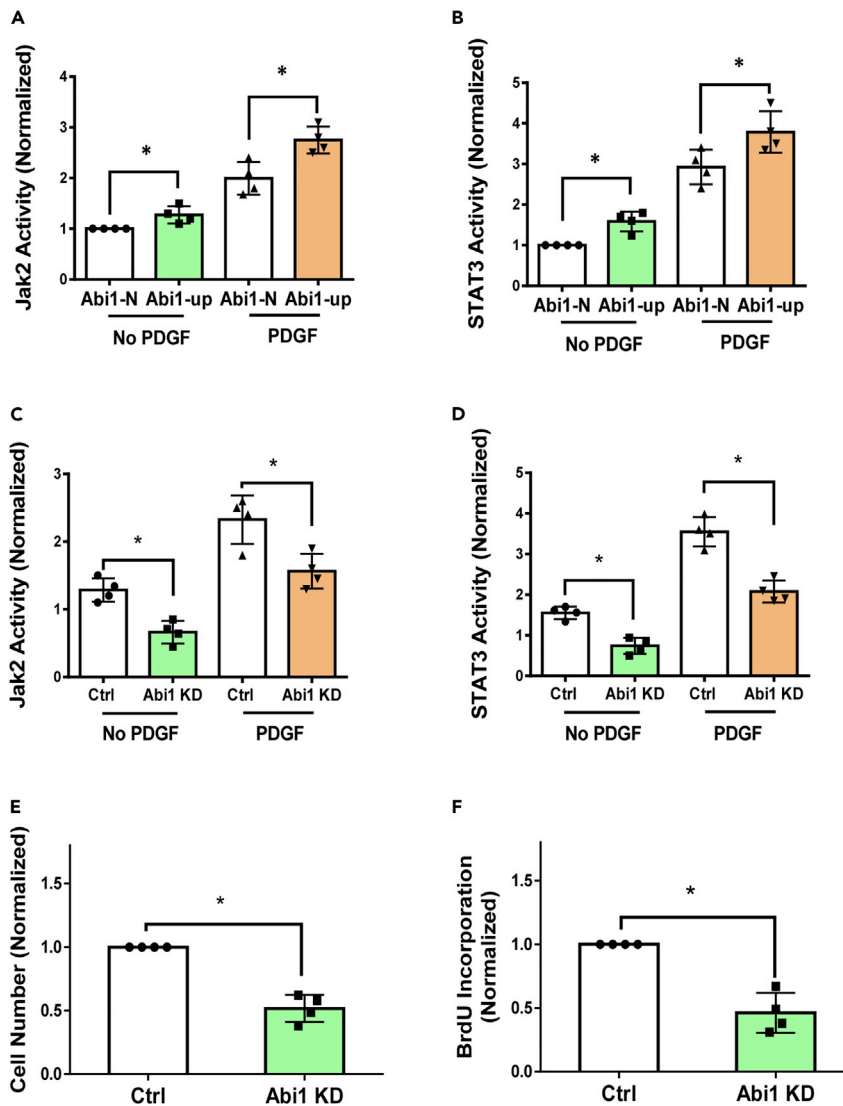 A
Jak2 Activity (Normalized)
4
3
2
1
0
*
*
Abi1-N Abi1-up Abi1-N Abi1-up
No PDGF PDGF
B
STAT3 Activity (Normalized)
5
4
3
2
1
0
*
*
Abi1-N Abi1-up Abi1-N Abi1-up
No PDGF PDGF
C
Jak2 Activity (Normalized)
3
2
1
0
*
*
Ctrl Abi1 KD Ctrl Abi1 KD
No PDGF PDGF
D
STAT3 Activity (Normalized)
5
4
3
2
1
0
*
*
Ctrl Abi1 KD Ctrl Abi1 KD
No PDGF PDGF
E
Cell Number (Normalized)
1.5
1.0
0.5
0.0
*
Ctrl Abi1 KD
F
BrdU Incorporation
(Normalized)
1.5
1.0
0.5
0.0
*
Ctrl Abi1 KD